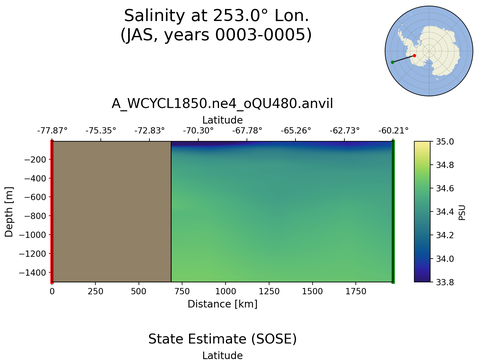 Salinity at 253.0° Lon.
(JAS, years 0003-0005)
A_WCYCL1850.ne4_oQU480.anvil
Latitude
-77.87° -75.35° -72.83° -70.30° -67.78° -65.26° -62.73° -60.21°
Depth [m]
−200
−400
−600
−800
−1000
−1200
−1400
0 250 500 750 1000 1250 1500 1750
Distance [km]
35.0
34.8
34.6
34.4
34.2
34.0
33.8
PSU
State Estimate (SOSE)
Latitude